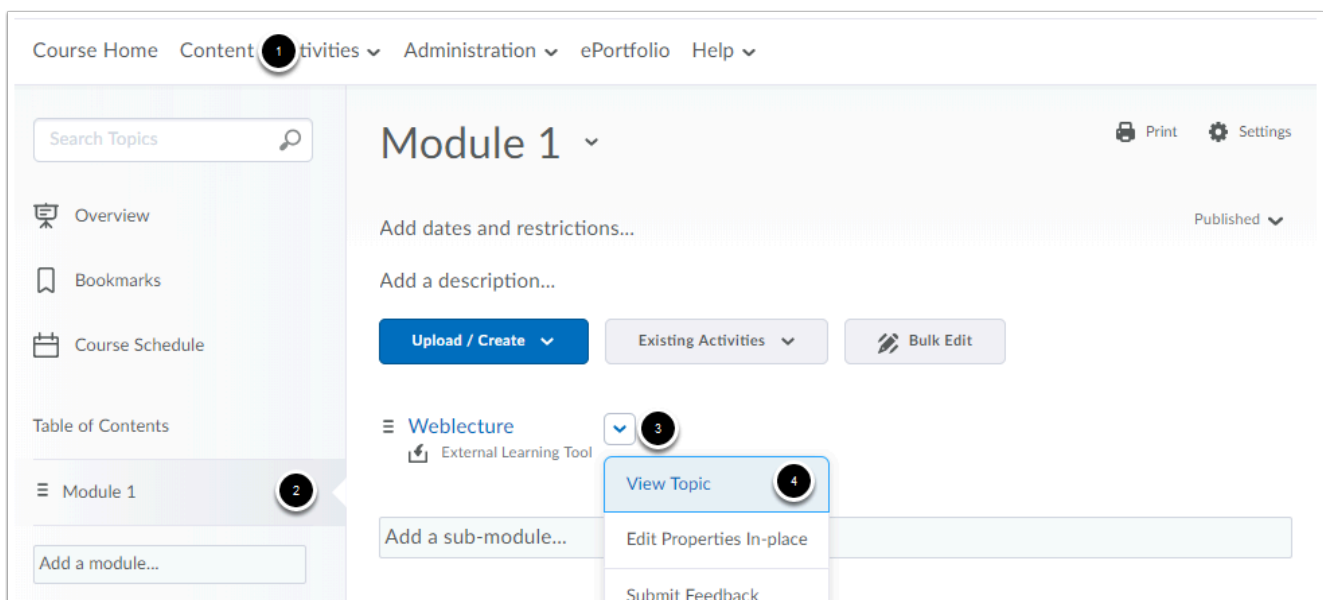 Course Home Content 1 tivities Administration ePortfolio Help
Search Topics
Module 1
Print Settings
Overview
Add dates and restrictions...
Published
Bookmarks
Add a description...
Course Schedule
Upload / Create Existing Activities Bulk Edit
Table of Contents
Weblecture 3
External Learning Tool
Module 1 2
View Topic 4
Add a sub-module...
Edit Properties In-place
Add a module...
Submit Feedback